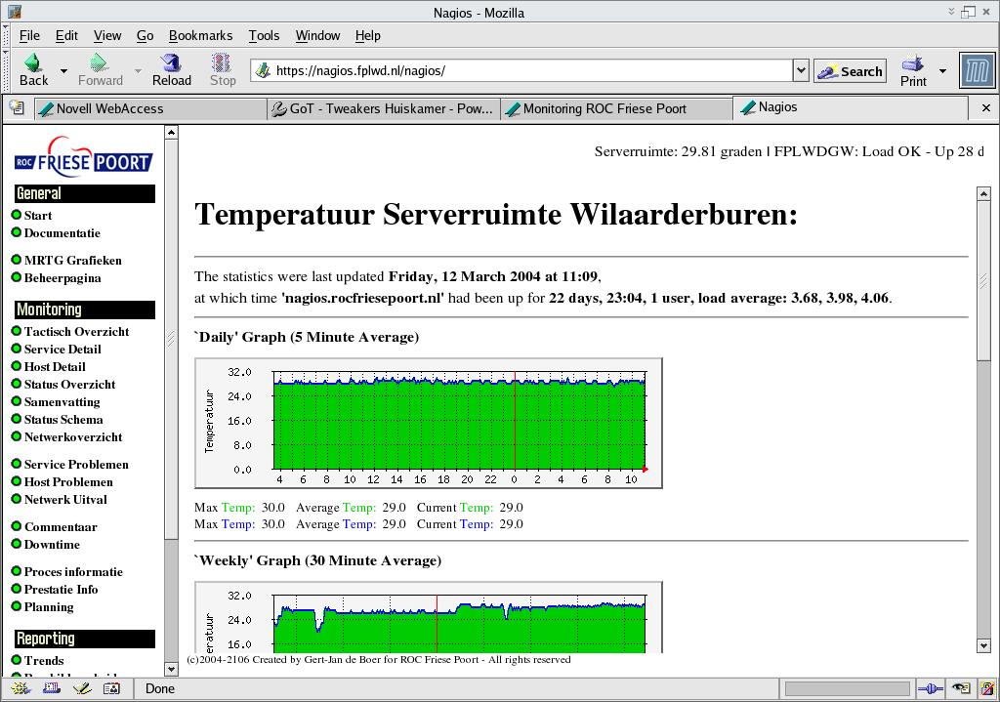 Nagios - Mozilla
File Edit View Go Bookmarks Tools Window Help
Back Forward Reload Stop https://nagios.fplwd.nl/nagios/ Search Print
Novell WebAccess GoT - Tweakers Huiskamer - Pow... Monitoring ROC Friese Poort Nagios
ROC FRIESE POORT
General
Start
Documentatie
MRTG Grafieken
Beheerpagina
Monitoring
Tactisch Overzicht
Service Detail
Host Detail
Status Overzicht
Samenvatting
Status Schema
Netwerkoverzicht
Service Problemen
Host Problemen
Netwerk Uitval
Commentaar
Downtime
Proces informatie
Prestatie Info
Planning
Reporting
Trends
Serverruimte: 29.81 graden | FPLWDGW: Load OK - Up 28 d
Temperatuur Serverruimte Wilaarderburen:
The statistics were last updated Friday, 12 March 2004 at 11:09,
at which time 'nagios.rocfriesepoort.nl' had been up for 22 days, 23:04, 1 user, load average: 3.68, 3.98, 4.06.
`Daily' Graph (5 Minute Average)
Temperatuur
32.0
24.0
16.0
8.0
0.0
4 6 8 10 12 14 16 18 20 22 0 2 4 6 8 10
Max Temp: 30.0 Average Temp: 29.0 Current Temp: 29.0
Max Temp: 30.0 Average Temp: 29.0 Current Temp: 29.0
`Weekly' Graph (30 Minute Average)
32.0
24.0
16.0
(c)2004-2106 Created by Gert-Jan de Boer for ROC Friese Poort - All rights reserved
Done